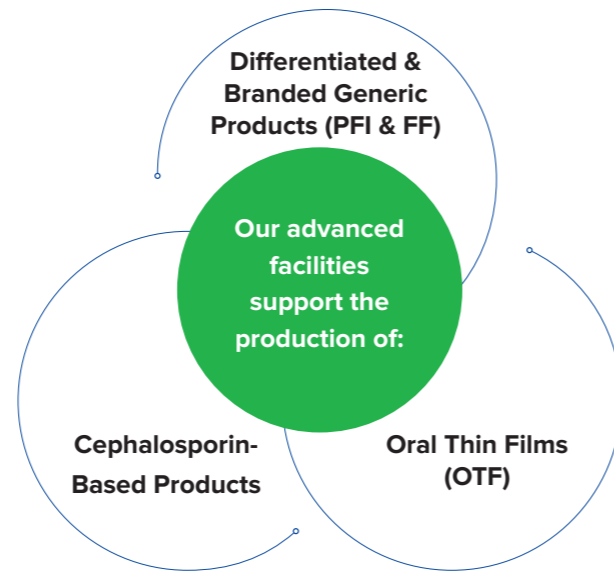 Differentiated &
Branded Generic
Products (PFI & FF)
Our advanced
facilities
support the
production of:
Cephalosporin-
Based Products
Oral Thin Films
(OTF)